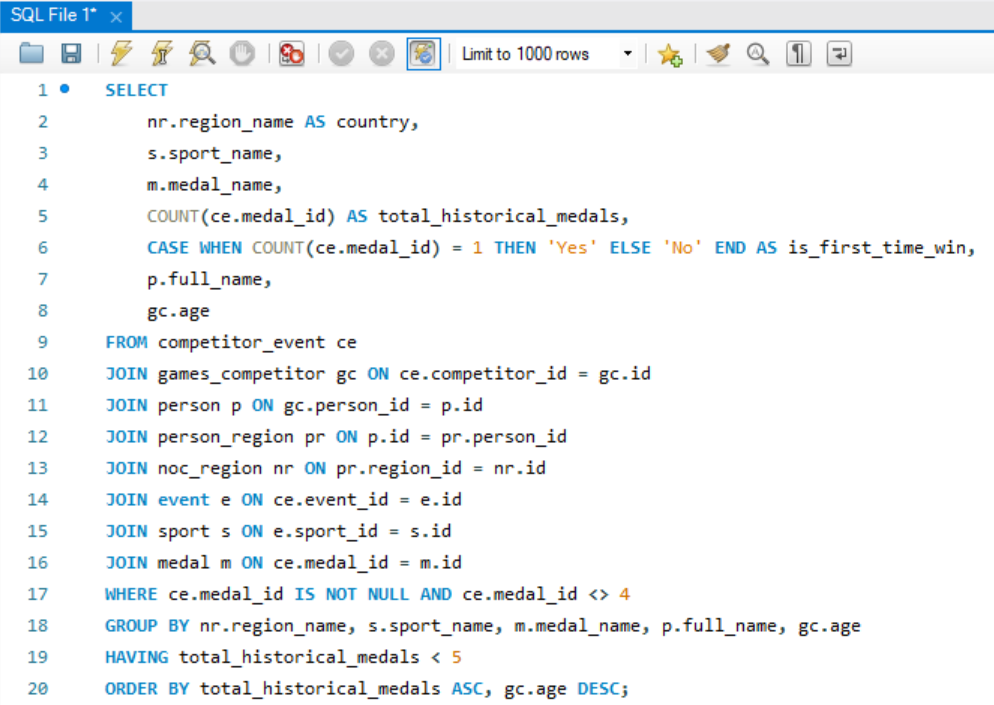 SQL File 1*
Limit to 1000 rows
1 SELECT
2 nr.region_name AS country,
3 s.sport_name,
4 m.medal_name,
5 COUNT(ce.medal_id) AS total_historical_medals,
6 CASE WHEN COUNT(ce.medal_id) = 1 THEN 'Yes' ELSE 'No' END AS is_first_time_win,
7 p.full_name,
8 gc.age
9 FROM competitor_event ce
10 JOIN games_competitor gc ON ce.competitor_id = gc.id
11 JOIN person p ON gc.person_id = p.id
12 JOIN person_region pr ON p.id = pr.person_id
13 JOIN noc_region nr ON pr.region_id = nr.id
14 JOIN event e ON ce.event_id = e.id
15 JOIN sport s ON e.sport_id = s.id
16 JOIN medal m ON ce.medal_id = m.id
17 WHERE ce.medal_id IS NOT NULL AND ce.medal_id <> 4
18 GROUP BY nr.region_name, s.sport_name, m.medal_name, p.full_name, gc.age
19 HAVING total_historical_medals < 5
20 ORDER BY total_historical_medals ASC, gc.age DESC;